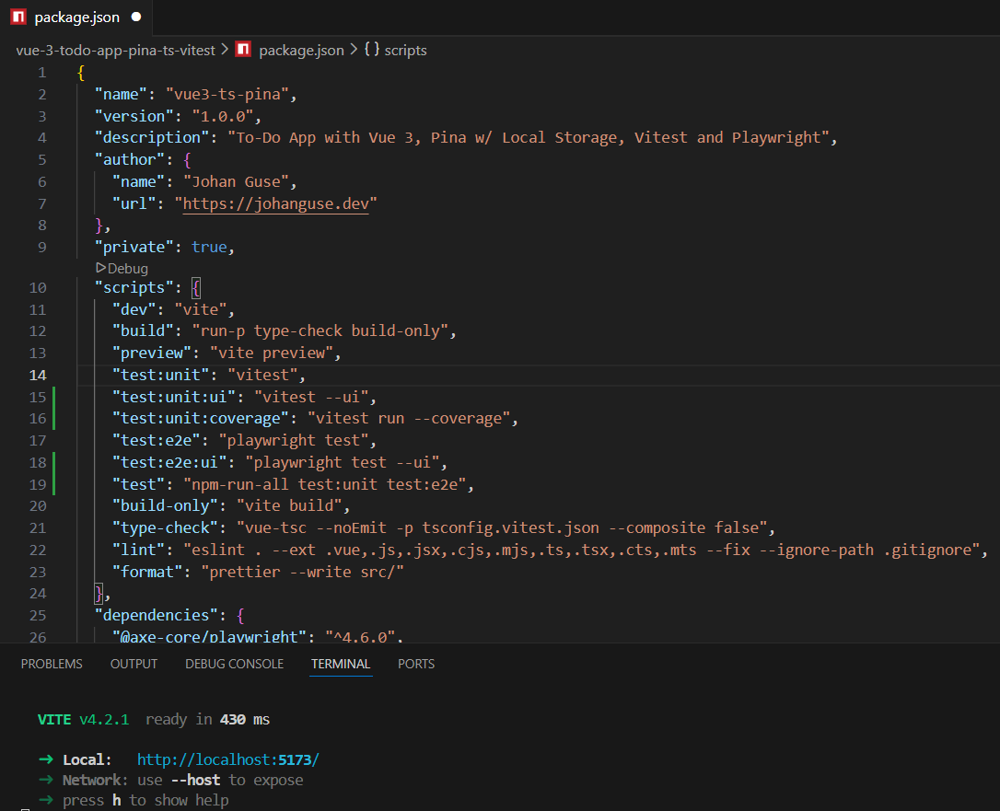 package.json
vue-3-todo-app-pina-ts-vitest > package.json > {} scripts
1 {
2 "name": "vue3-ts-pina",
3 "version": "1.0.0",
4 "description": "To-Do App with Vue 3, Pina w/ Local Storage, Vitest and Playwright",
5 "author": {
6 "name": "Johan Guse",
7 "url": "https://johanguse.dev"
8 },
9 "private": true,
Debug
10 "scripts": {
11 "dev": "vite",
12 "build": "run-p type-check build-only",
13 "preview": "vite preview",
14 "test:unit": "vitest",
15 "test:unit:ui": "vitest --ui",
16 "test:unit:coverage": "vitest run --coverage",
17 "test:e2e": "playwright test",
18 "test:e2e:ui": "playwright test --ui",
19 "test": "npm-run-all test:unit test:e2e",
20 "build-only": "vite build",
21 "type-check": "vue-tsc --noEmit -p tsconfig.vitest.json --composite false",
22 "lint": "eslint . --ext .vue,.js,.jsx,.cjs,.mjs,.ts,.tsx,.cts,.mts --fix --ignore-path .gitignore",
23 "format": "prettier --write src/"
24 },
25 "dependencies": {
26 "@axe-core/playwright": "^4.6.0",
PROBLEMS OUTPUT DEBUG CONSOLE TERMINAL PORTS
VITE v4.2.1 ready in 430 ms
➜ Local: http://localhost:5173/
➜ Network: use --host to expose
➜ press h to show help